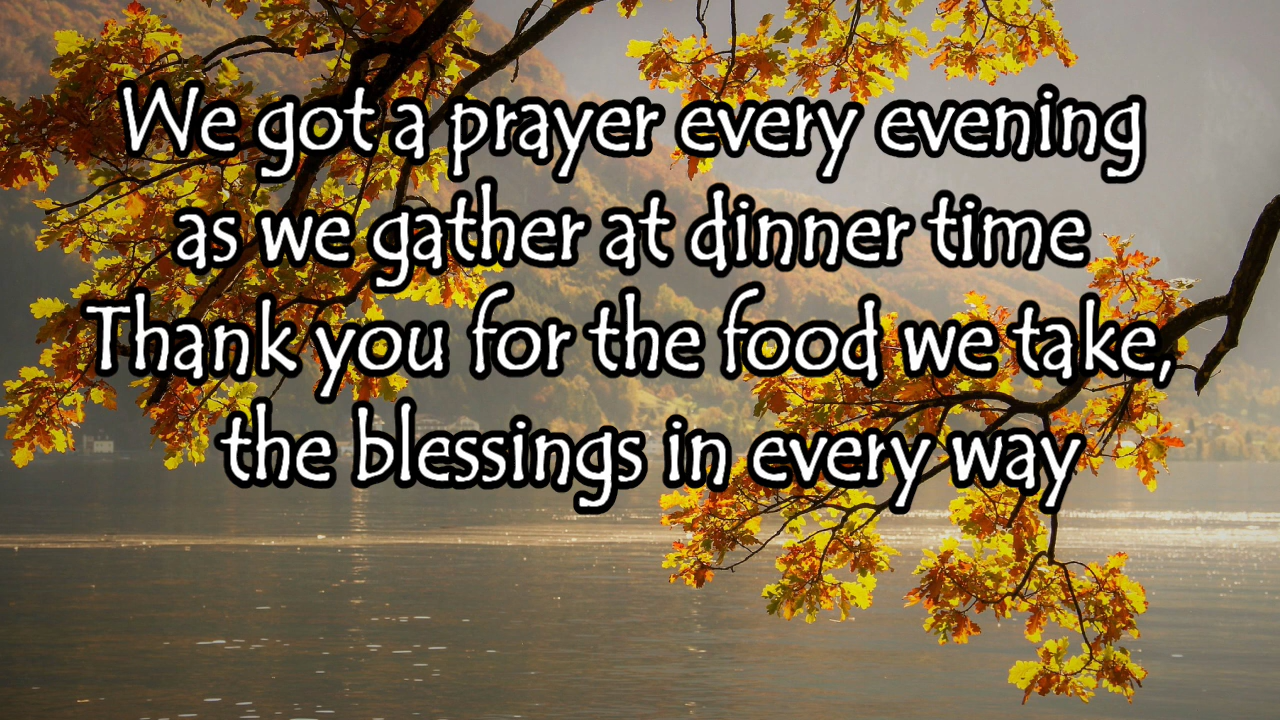 We got a prayer every evening
as we gather at dinner time
Thank you for the food we take,
the blessings in every way